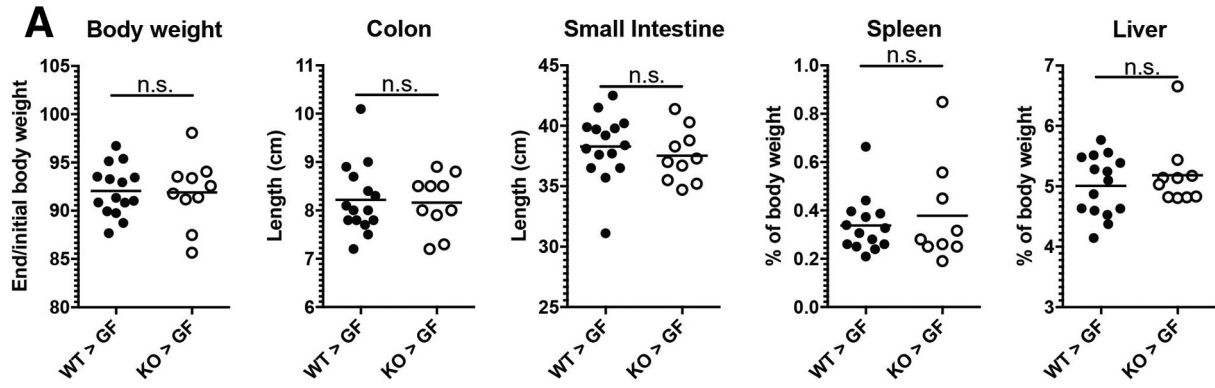 A
Body weight
End/initial body weight
105
100
95
90
85
80
n.s.
WT > GF
KO > GF
Colon
Length (cm)
11
10
9
8
7
6
n.s.
WT > GF
KO > GF
Small Intestine
Length (cm)
45
40
35
30
25
n.s.
WT > GF
KO > GF
Spleen
% of body weight
1.0
0.8
0.6
0.4
0.2
0.0
n.s.
WT > GF
KO > GF
Liver
% of body weight
7
6
5
4
3
n.s.
WT > GF
KO > GF